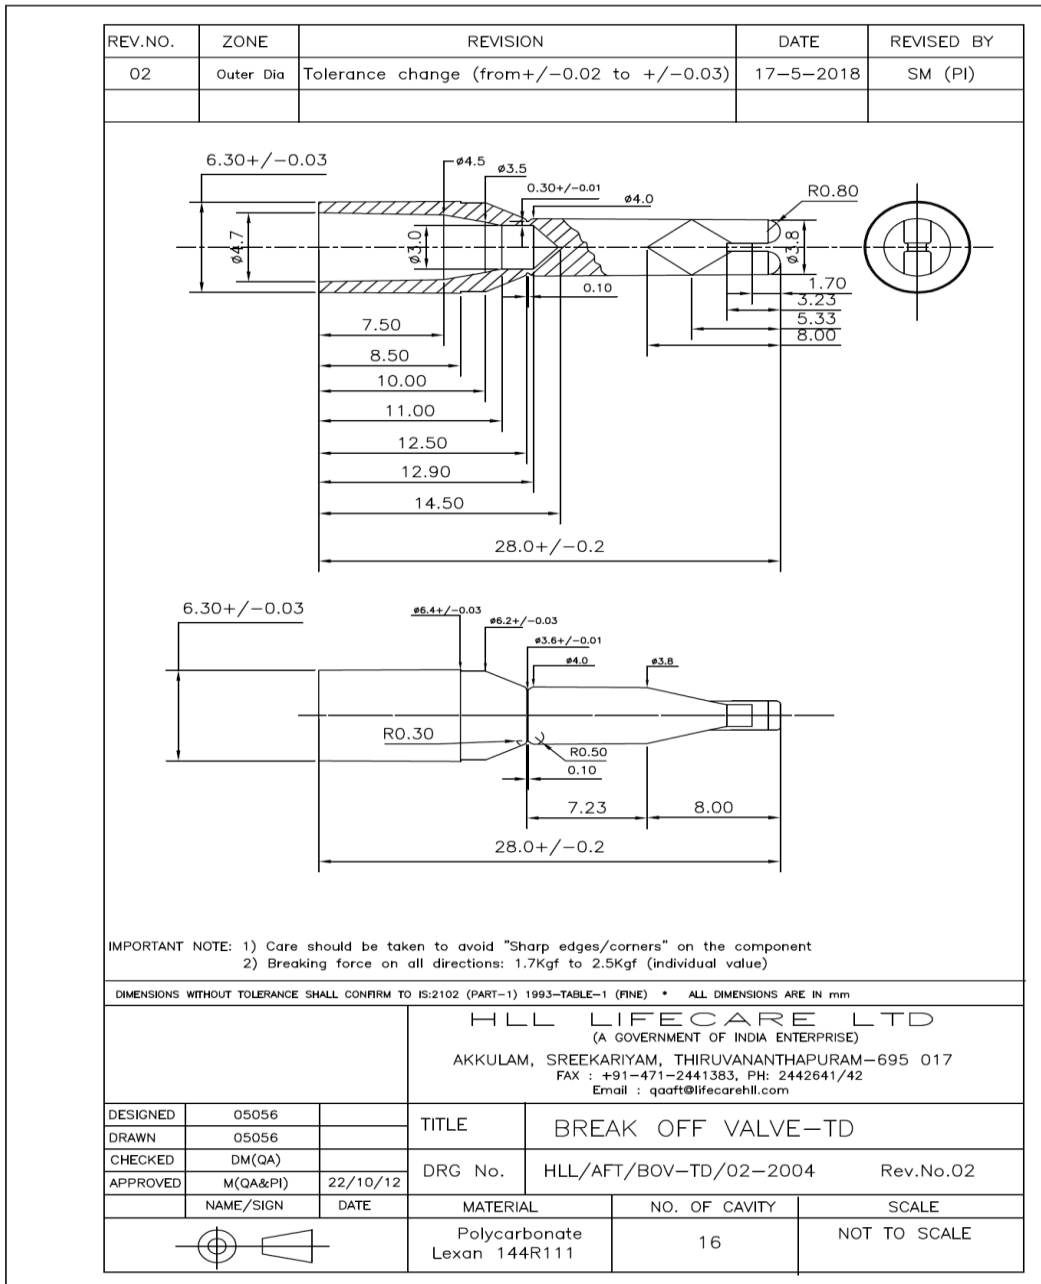 REV.NO. ZONE REVISION DATE REVISED BY
02 Outer Dia Tolerance change (from+/-0.02 to +/-0.03) 17-5-2018 SM (PI)
6.30+/-0.03
ø4.5
ø3.5
0.30+/-0.01
ø4.0
R0.80
ø4.7
ø3.0
ø3.8
0.10
1.70
3.23
5.33
8.00
7.50
8.50
10.00
11.00
12.50
12.90
14.50
28.0+/-0.2
6.30+/-0.03
ø6.4+/-0.03
ø6.2+/-0.03
ø3.6+/-0.01
ø4.0
ø3.8
R0.30
R0.50
0.10
7.23
8.00
28.0+/-0.2
IMPORTANT NOTE: 1) Care should be taken to avoid "Sharp edges/corners" on the component
2) Breaking force on all directions: 1.7Kgf to 2.5Kgf (individual value)
DIMENSIONS WITHOUT TOLERANCE SHALL CONFIRM TO IS:2102 (PART-1) 1993-TABLE-1 (FINE) * ALL DIMENSIONS ARE IN mm
HLL LIFECARE LTD
(A GOVERNMENT OF INDIA ENTERPRISE)
AKKULAM, SREEKARIYAM, THIRUVANANTHAPURAM-695 017
FAX : +91-471-2441383, PH: 2442641/42
Email : qaaft@lifecarehll.com
DESIGNED 05056
DRAWN 05056
CHECKED DM(QA)
APPROVED M(QA&PI) 22/10/12
NAME/SIGN DATE
TITLE BREAK OFF VALVE-TD
DRG No. HLL/AFT/BOV-TD/02-2004 Rev.No.02
MATERIAL NO. OF CAVITY SCALE
Polycarbonate
Lexan 144R111
16
NOT TO SCALE